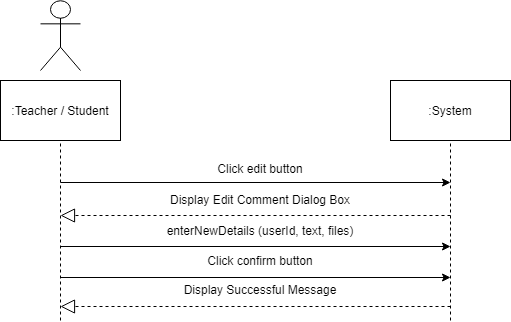 :Teacher / Student
:System
Click edit button
Display Edit Comment Dialog Box
enterNewDetails (userId, text, files)
Click confirm button
Display Successful Message